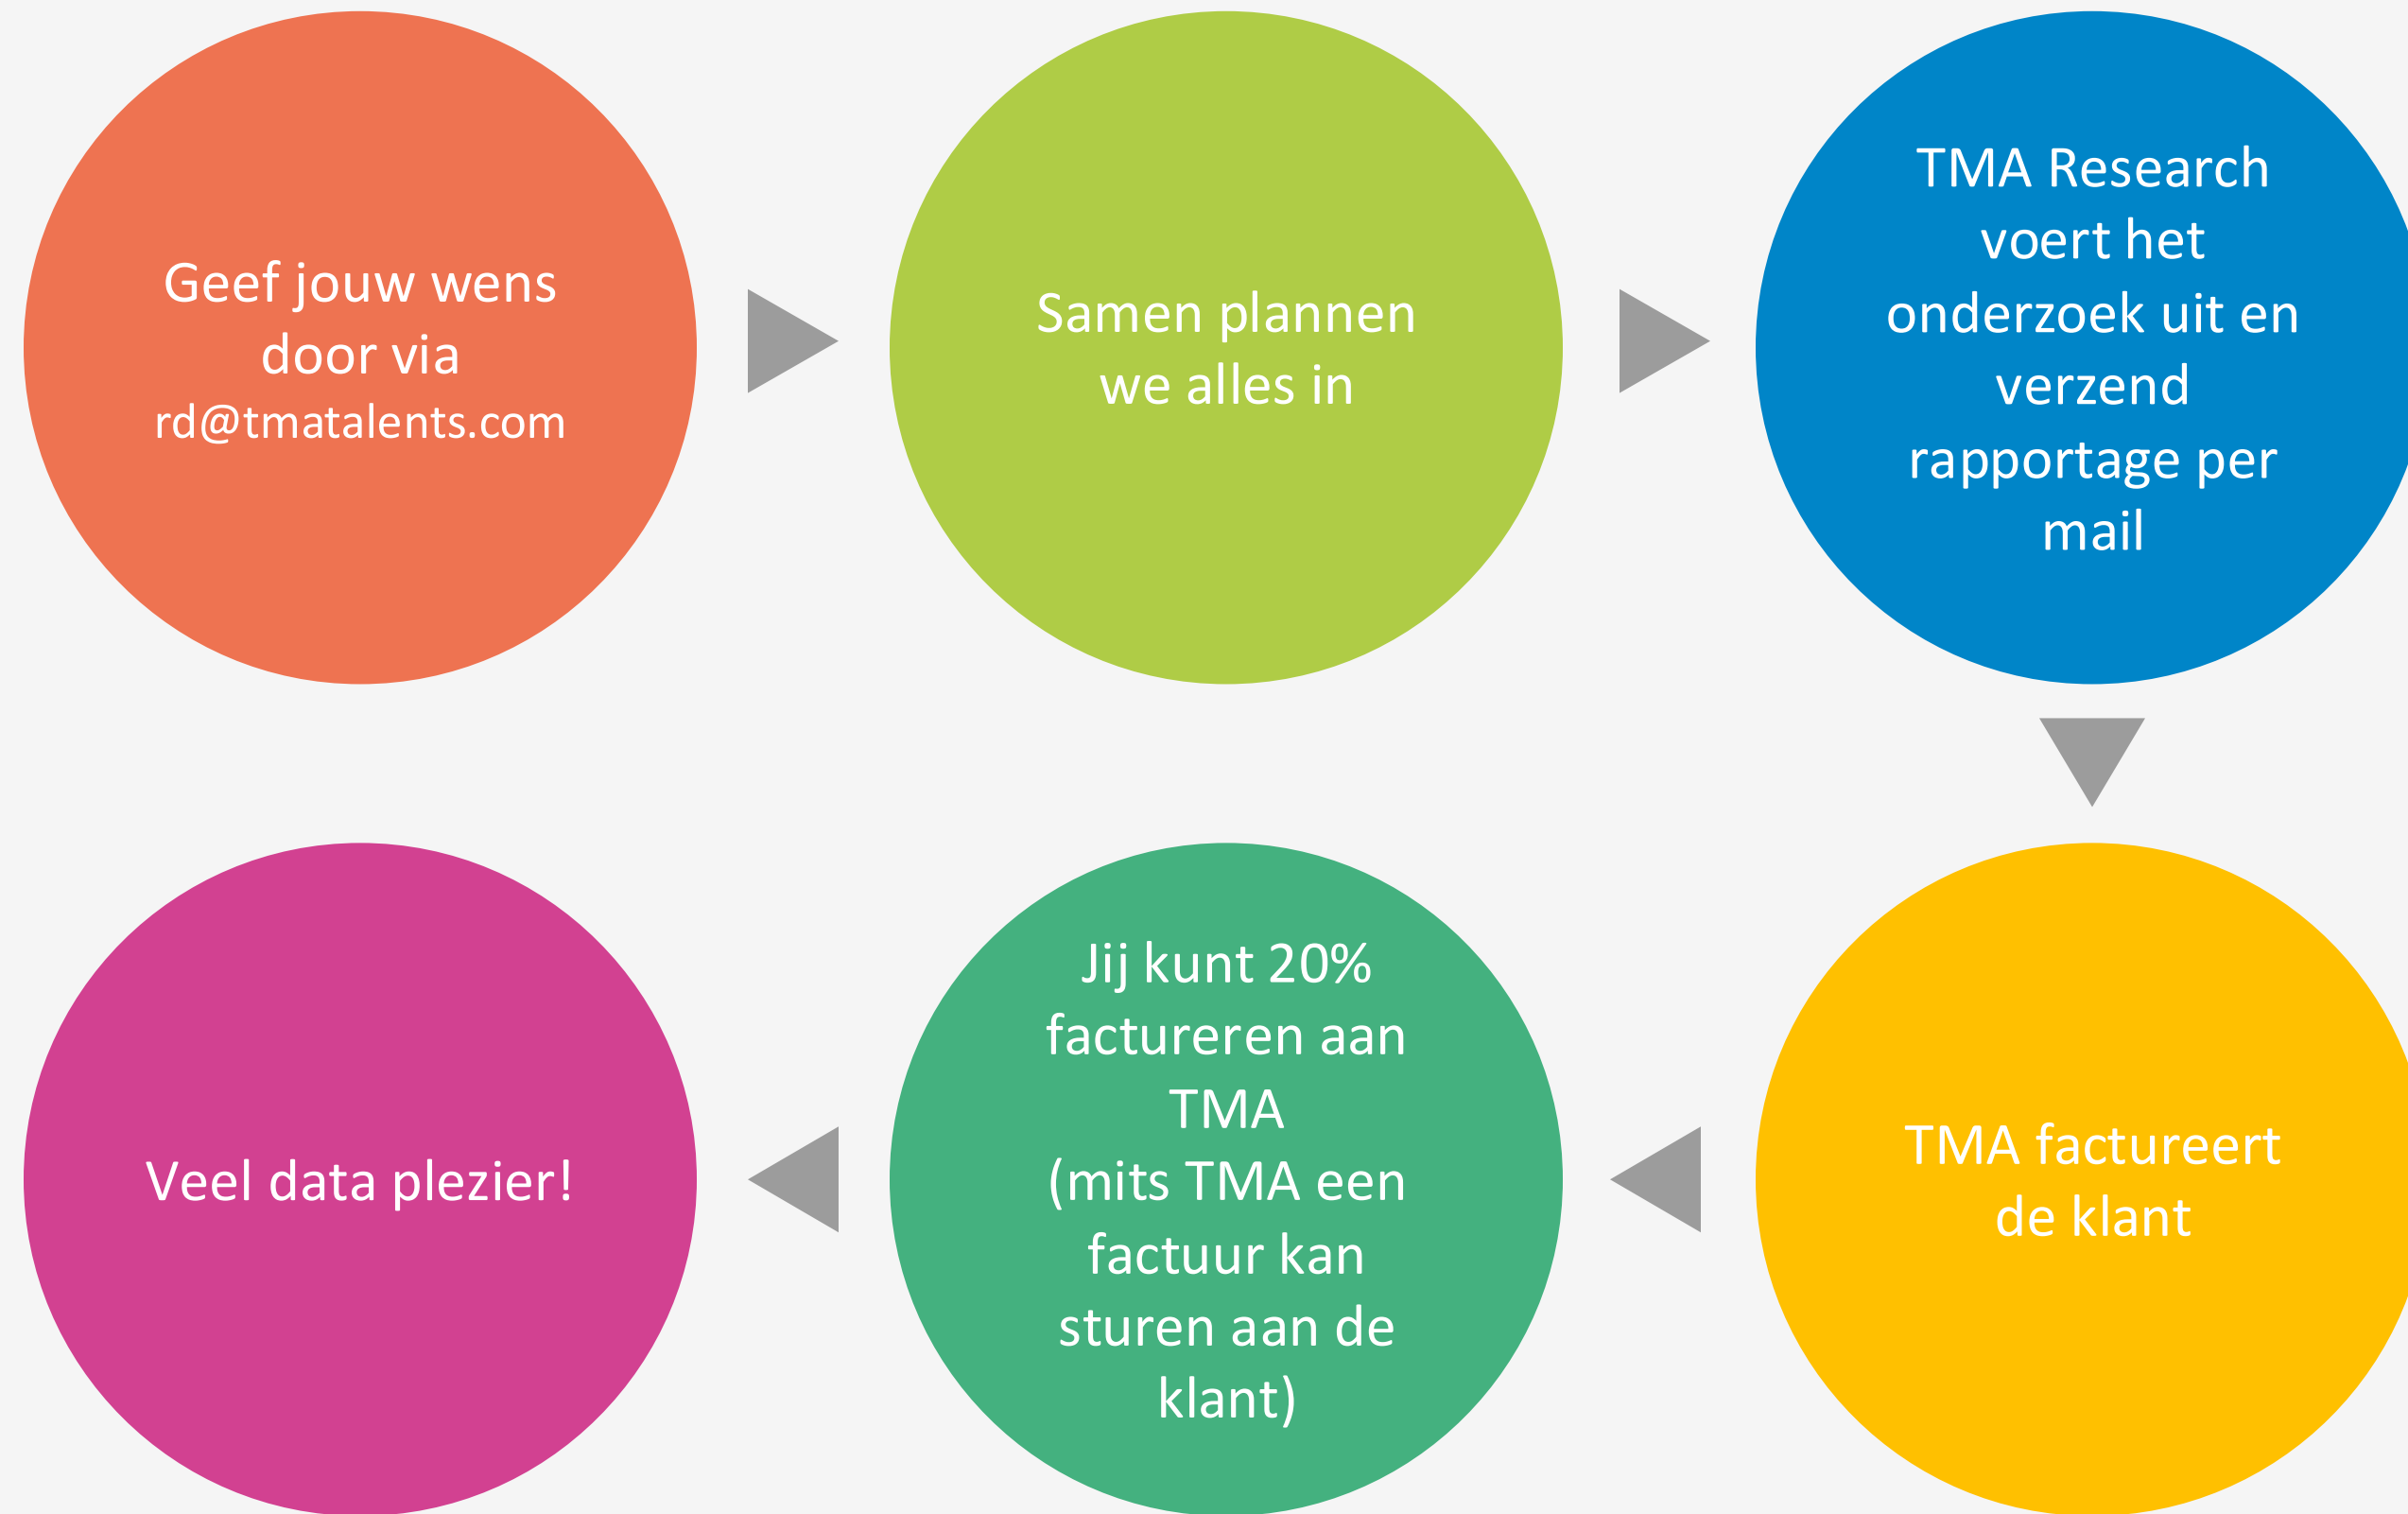 Geef jouw wens
door via
rd@tmatalents.com
Samen plannen
we alles in
TMA Research
voert het
onderzoek uit en
verzend
rapportage per
mail
TMA factureert
de klant
Jij kunt 20%
factureren aan
TMA
(mits TMA een
factuur kan
sturen aan de
klant)
Veel data plezier!